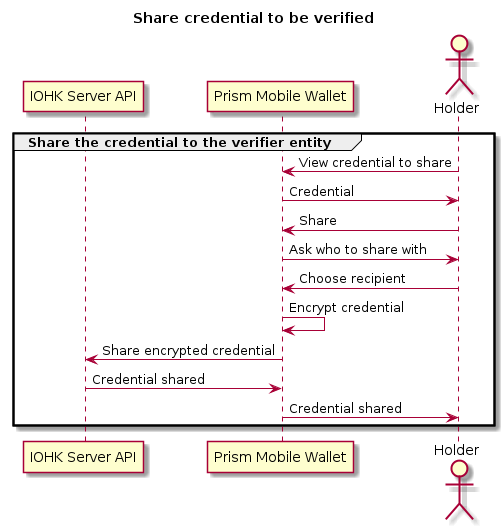 Share credential to be verified
IOHK Server API
Prism Mobile Wallet
Holder
Share the credential to the verifier entity
View credential to share
Credential
Share
Ask who to share with
Choose recipient
Encrypt credential
Share encrypted credential
Credential shared
Credential shared
IOHK Server API
Prism Mobile Wallet
Holder